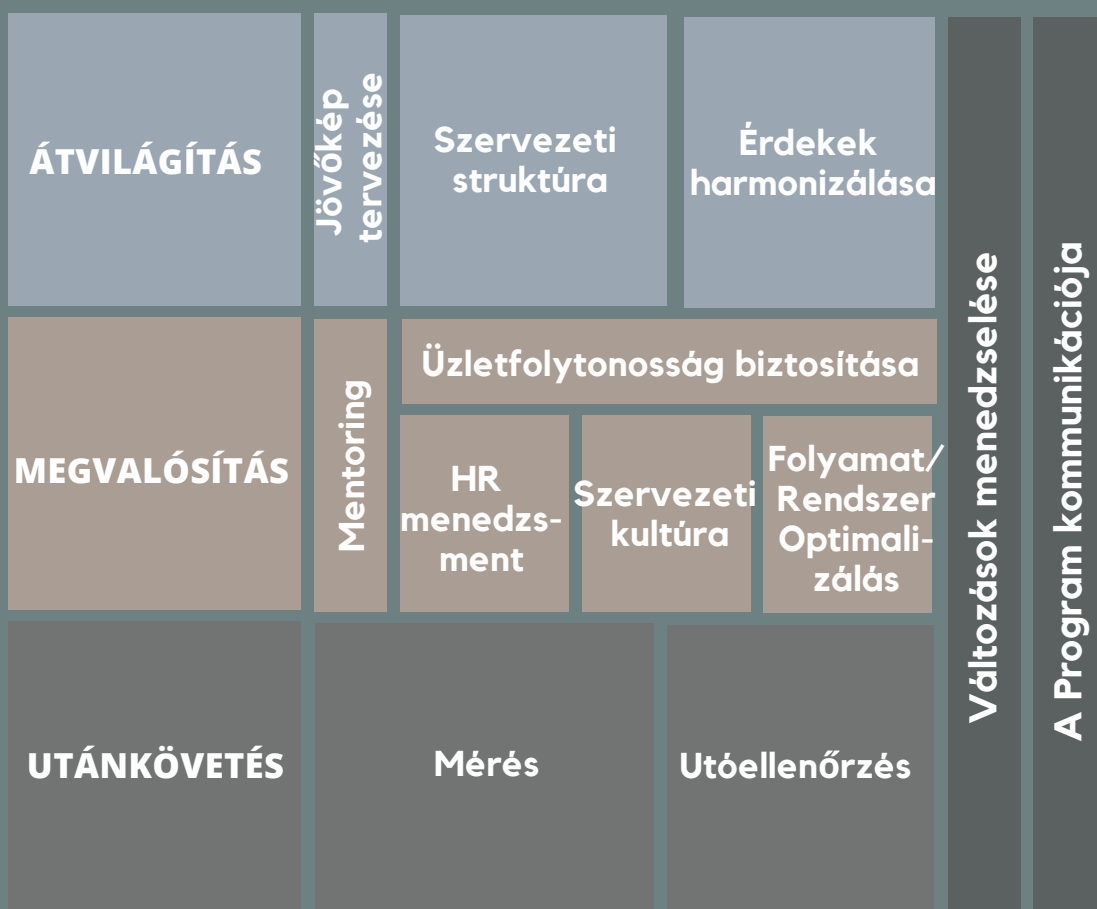 ÁTVILÁGÍTÁS
Jövőkép
tervezése
Szervezeti
struktúra
Érdekek
harmonizálása
MEGVALÓSÍTÁS
Mentoring
Üzletfolytonosság biztosítása
HR
menedzs-
ment
Szervezeti
kultúra
Folyamat/
Rendszer
Optimali-
zálás
UTÁNKÖVETÉS
Mérés
Utóellenőrzés
Változások menedzselése
A Program kommunikációja